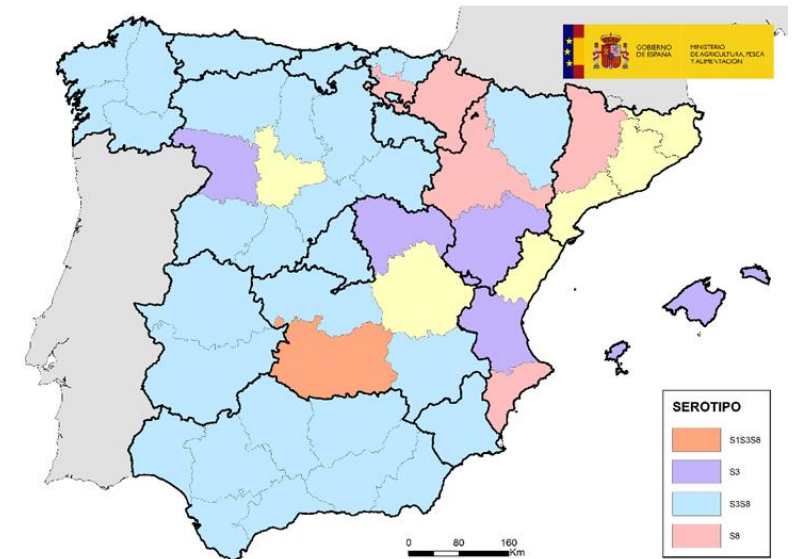 GOBIERNO
DE ESPAÑA
MINISTERIO
DE AGRICULTURA, PESCA
Y ALIMENTACIÓN
SEROTIPO
S1S3S8
S3
S3S8
S8
0 80 160
Km